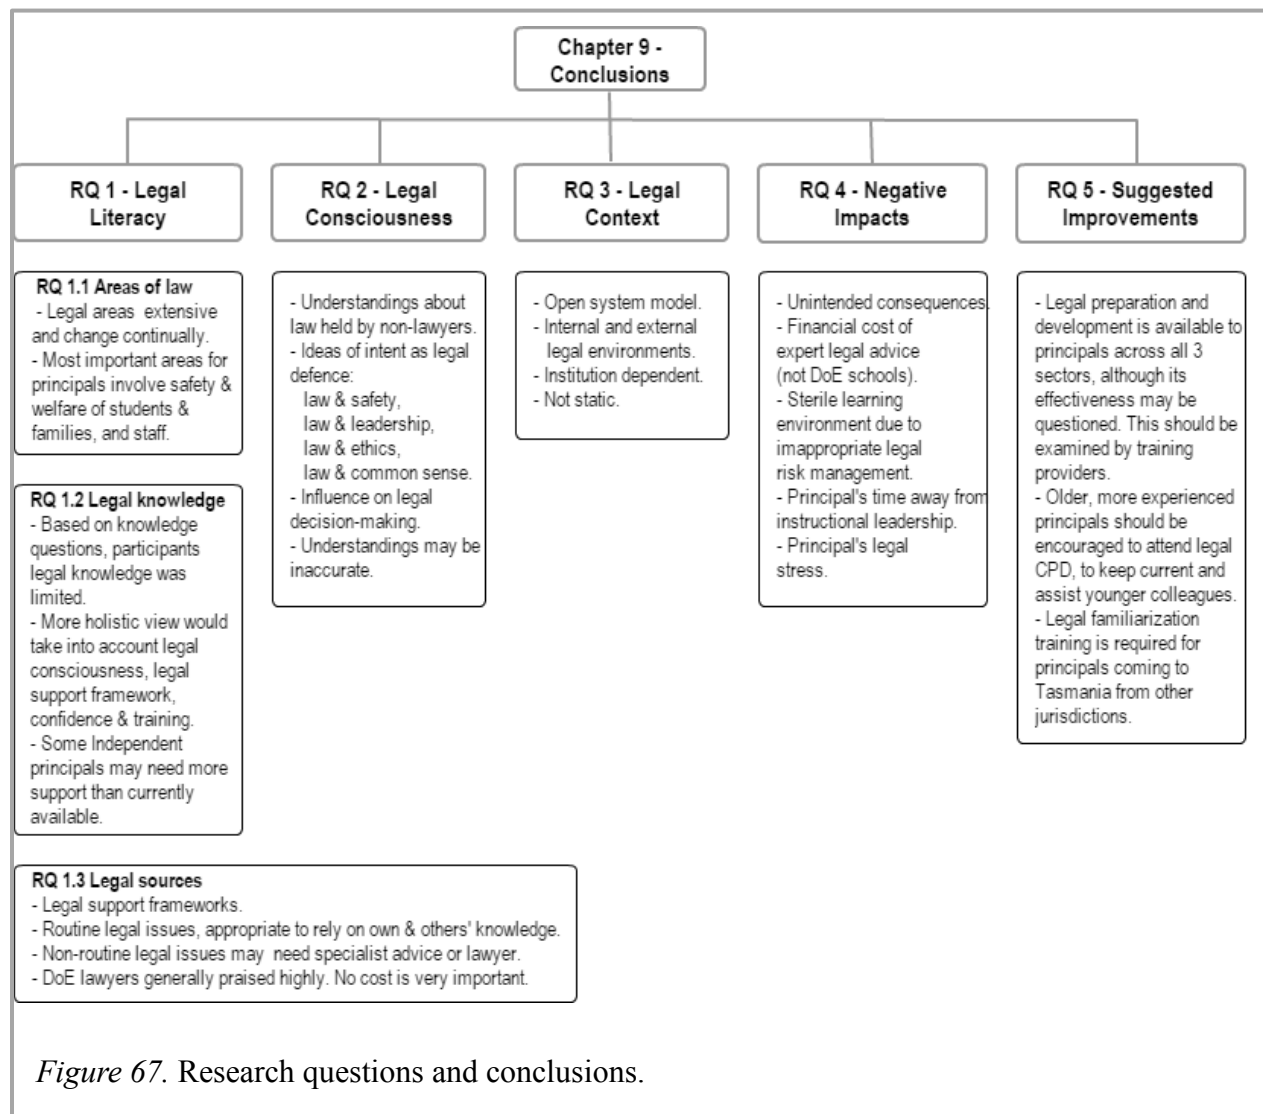 Chapter 9 -
Conclusions
RQ 1 - Legal
Literacy
RQ 1.1 Areas of law
- Legal areas extensive
and change continually.
- Most important areas for
principals involve safety &
welfare of students &
families, and staff.
RQ 1.2 Legal knowledge
- Based on knowledge
questions, participants
legal knowledge was
limited.
- More holistic view would
take into account legal
consciousness, legal
support framework,
confidence & training.
- Some Independent
principals may need more
support than currently
available.
RQ 1.3 Legal sources
- Legal support frameworks.
- Routine legal issues, appropriate to rely on own & others' knowledge.
- Non-routine legal issues may need specialist advice or lawyer.
- DoE lawyers generally praised highly. No cost is very important.
RQ 2 - Legal
Consciousness
- Understandings about
law held by non-lawyers.
- Ideas of intent as legal
defence:
law & safety,
law & leadership,
law & ethics,
law & common sense.
- Influence on legal
decision-making.
- Understandings may be
inaccurate.
RQ 3 - Legal
Context
- Open system model.
- Internal and external
legal environments.
- Institution dependent.
- Not static.
RQ 4 - Negative
Impacts
- Unintended consequences.
- Financial cost of
expert legal advice
(not DoE schools).
- Sterile learning
environment due to
imappropriate legal
risk management.
- Principal's time away from
instructional leadership.
- Principal's legal
stress.
RQ 5 - Suggested
Improvements
- Legal preparation and
development is available to
principals across all 3
sectors, although its
effectiveness may be
questioned. This should be
examined by training
providers.
- Older, more experienced
principals should be
encouraged to attend legal
CPD, to keep current and
assist younger colleagues.
- Legal familiarization
training is required for
principals coming to
Tasmania from other
jurisdictions.
Figure 67. Research questions and conclusions.